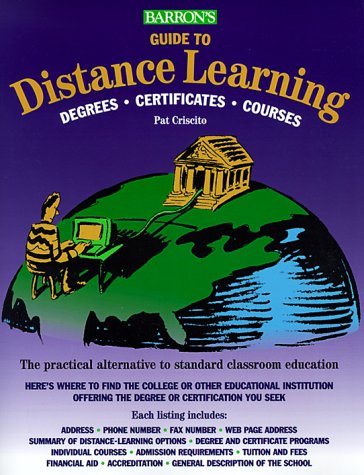 BARRON'S
GUIDE TO
Distance Learning
DEGREES • CERTIFICATES • COURSES
Pat Criscito
The practical alternative to standard classroom education
HERE'S WHERE TO FIND THE COLLEGE OR OTHER EDUCATIONAL INSTITUTION
OFFERING THE DEGREE OR CERTIFICATION YOU SEEK
Each listing includes:
ADDRESS • PHONE NUMBER • FAX NUMBER • WEB PAGE ADDRESS
SUMMARY OF DISTANCE-LEARNING OPTIONS • DEGREE AND CERTIFICATE PROGRAMS
INDIVIDUAL COURSES • ADMISSION REQUIREMENTS • TUITION AND FEES
FINANCIAL AID • ACCREDITATION • GENERAL DESCRIPTION OF THE SCHOOL